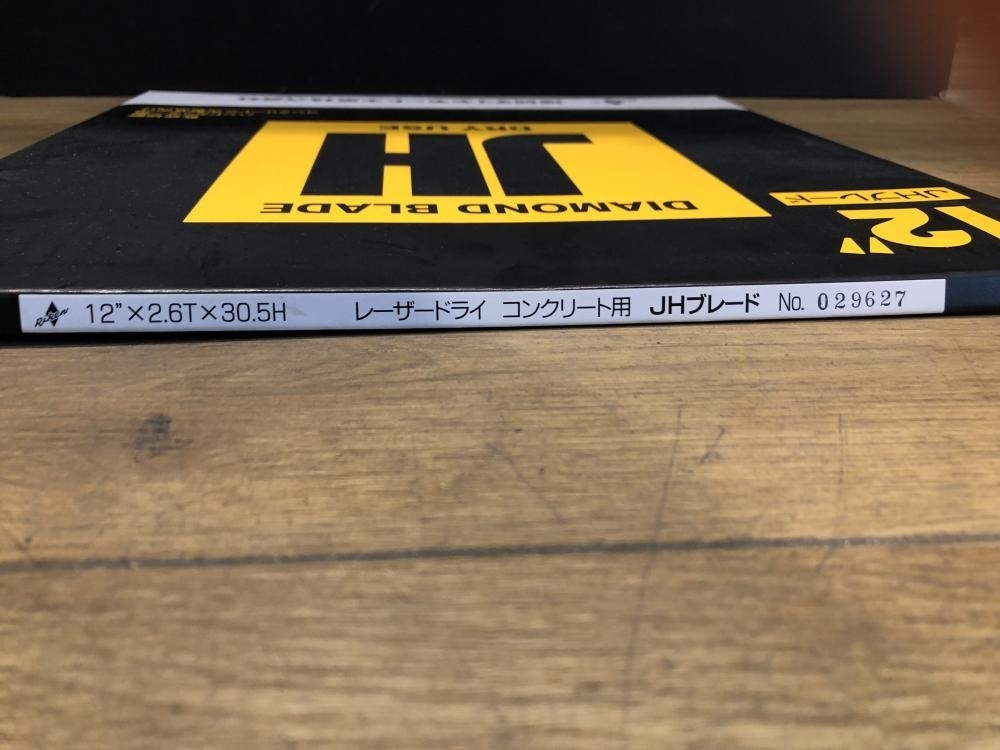 DRY USE
JH
DIAMOND BLADE
JHブレード
12"
RIKEN 12"×2.6T×30.5H レーザードライ コンクリート用 JHブレード No. 029627